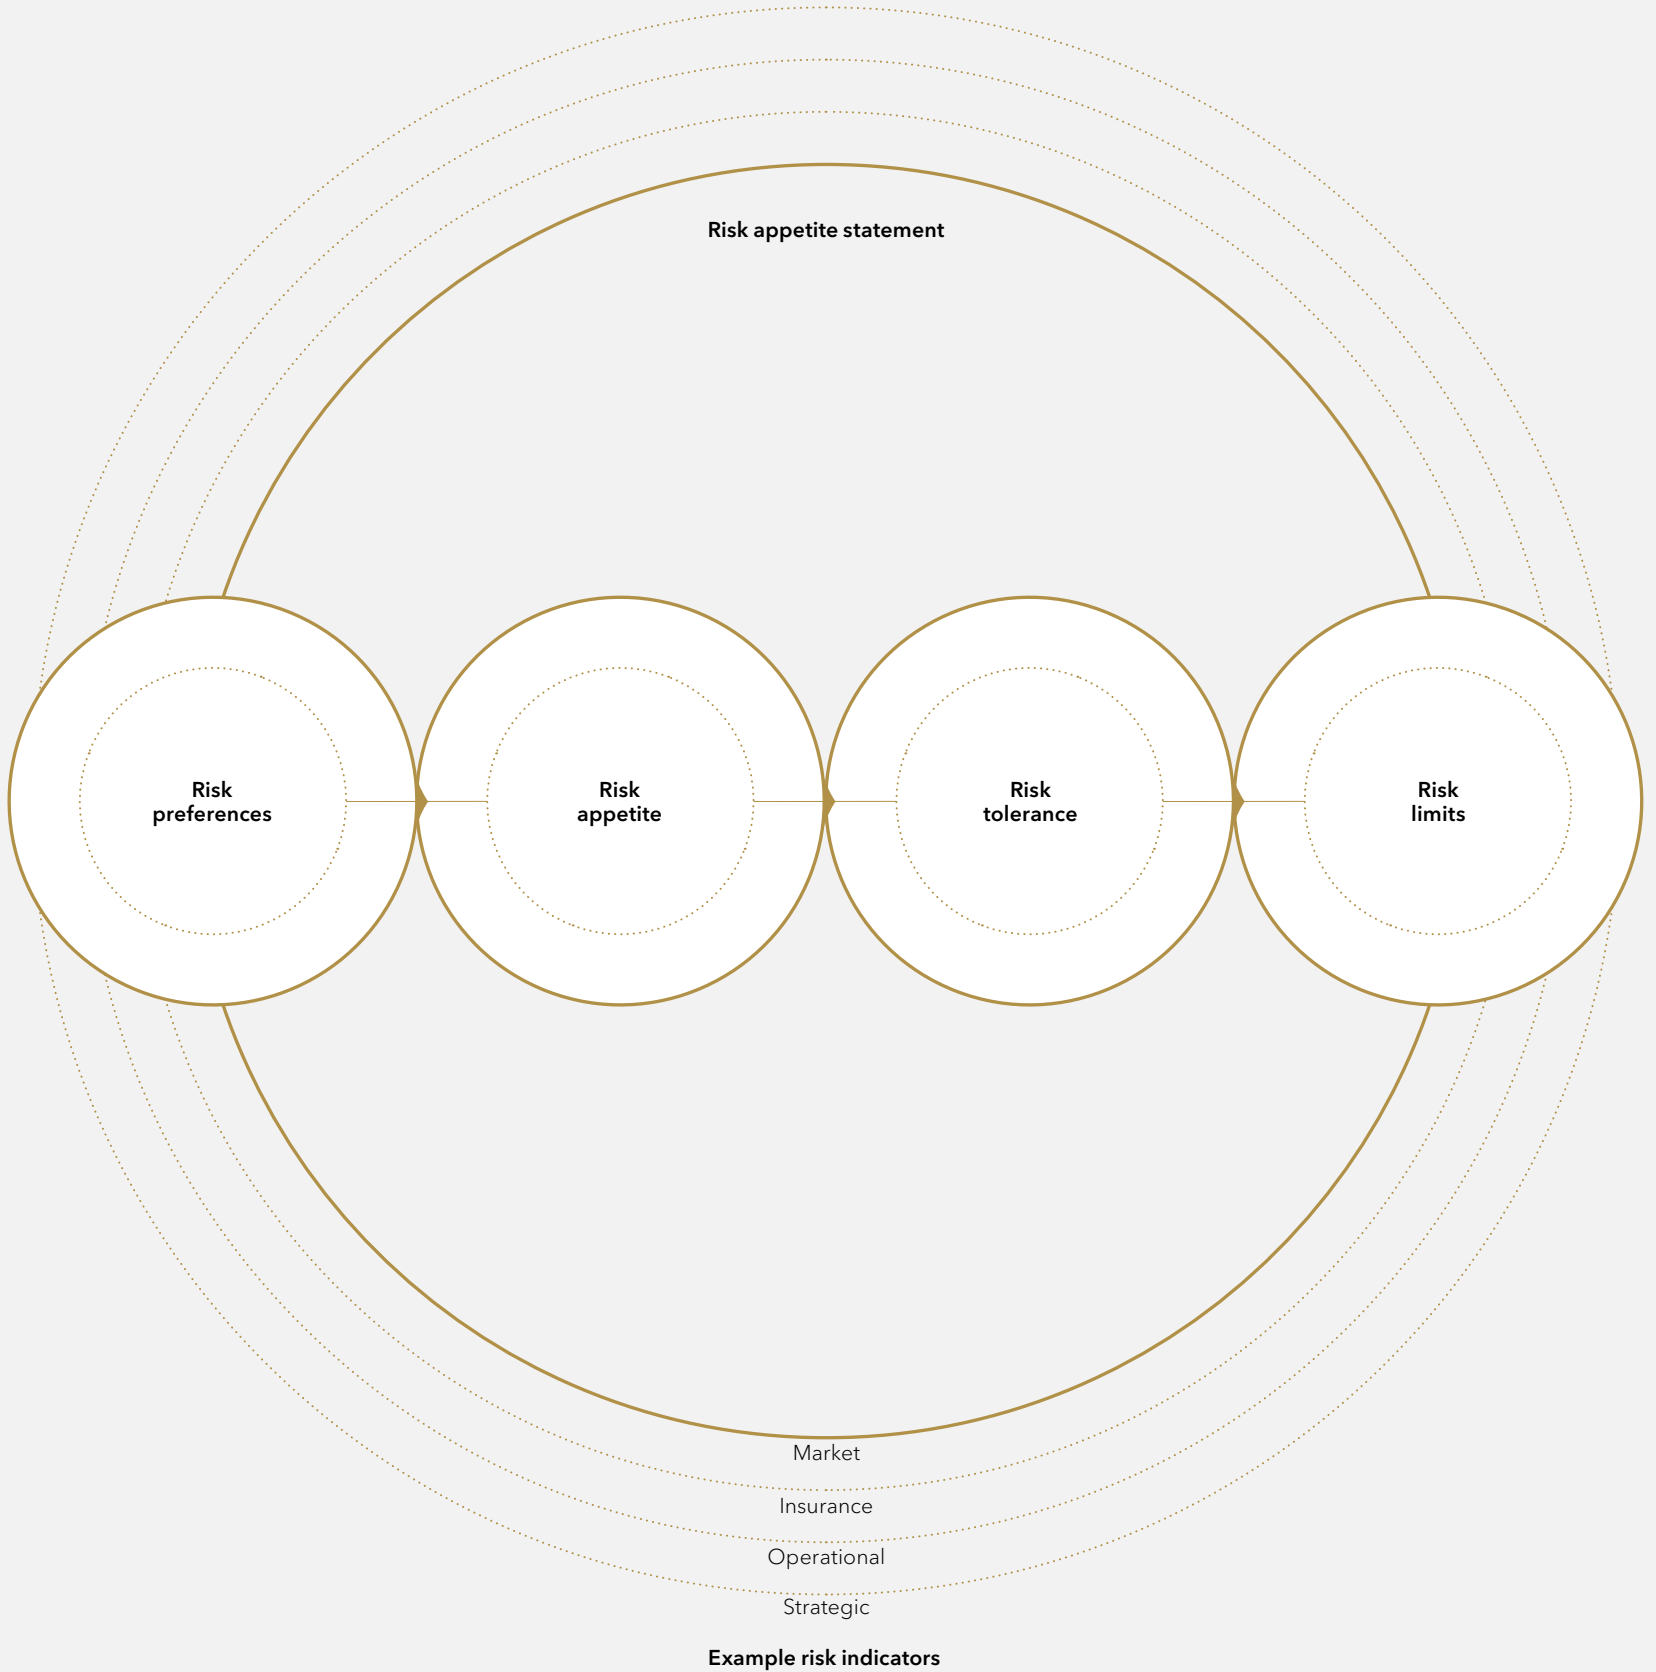 Risk appetite statement
Risk
preferences
Risk
appetite
Risk
tolerance
Risk
limits
Market
Insurance
Operational
Strategic
Example risk indicators